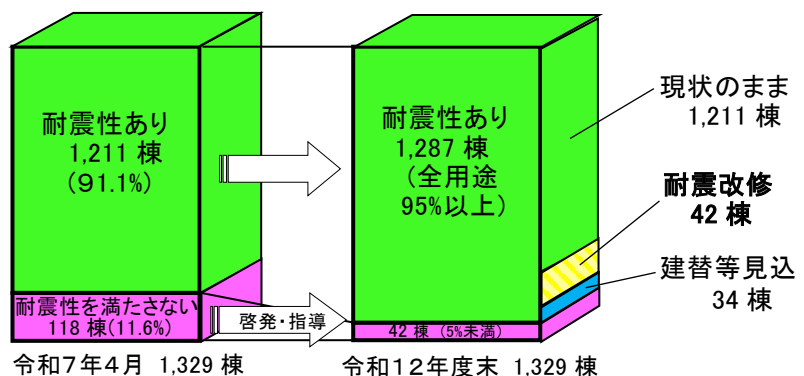 耐震性あり
1,211 棟
(91.1%)
耐震性を満たさない
118 棟(11.6%)
令和7年4月 1,329 棟
啓発・指導
耐震性あり
1,287 棟
(全用途
95%以上)
42 棟 (5%未満)
令和12年度末 1,329 棟
現状のまま
1,211 棟
耐震改修
42 棟
建替等見込
34 棟